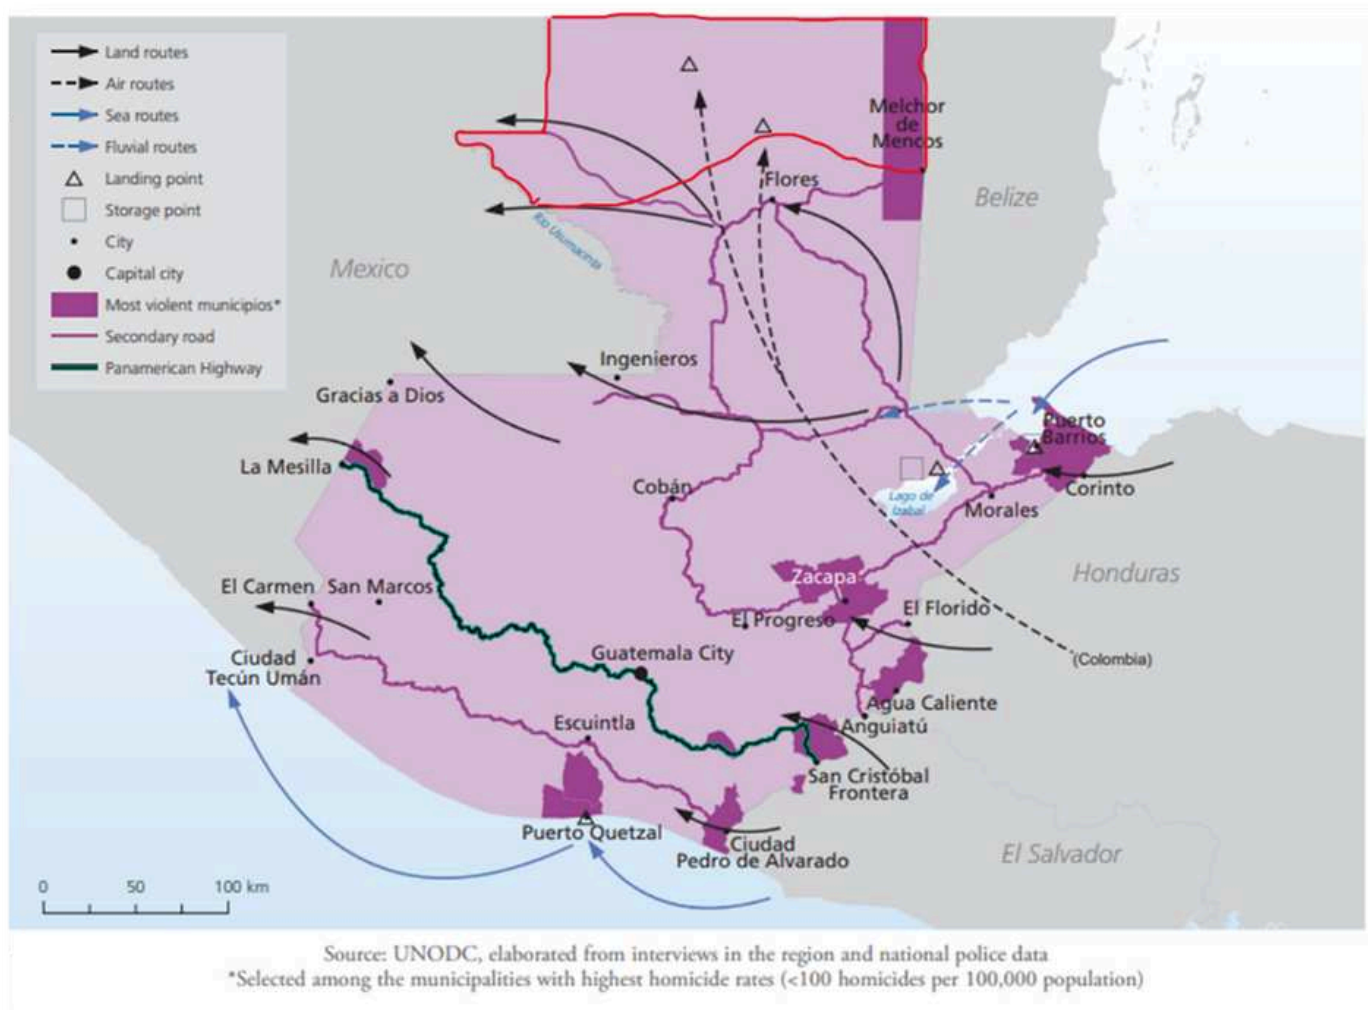 Land routes
Air routes
Sea routes
Fluvial routes
Landing point
Storage point
City
Capital city
Most violent municipios*
Secondary road
Panamerican Highway
Melchor
de
Mencos
Flores
Belize
Río Usumacinta
Mexico
Ingenieros
Gracias a Dios
Puerto
Barrios
La Mesilla
Cobán
Lago de
Izabal
Corinto
Morales
Honduras
Zacapa
El Carmen
San Marcos
El Progreso
El Florido
Ciudad
Tecún Umán
Guatemala City
(Colombia)
Agua Caliente
Anguiatú
Escuintla
San Cristóbal
Frontera
Puerto Quetzal
Ciudad
Pedro de Alvarado
El Salvador
0 50 100 km
Source: UNODC, elaborated from interviews in the region and national police data
*Selected among the municipalities with highest homicide rates (<100 homicides per 100,000 population)